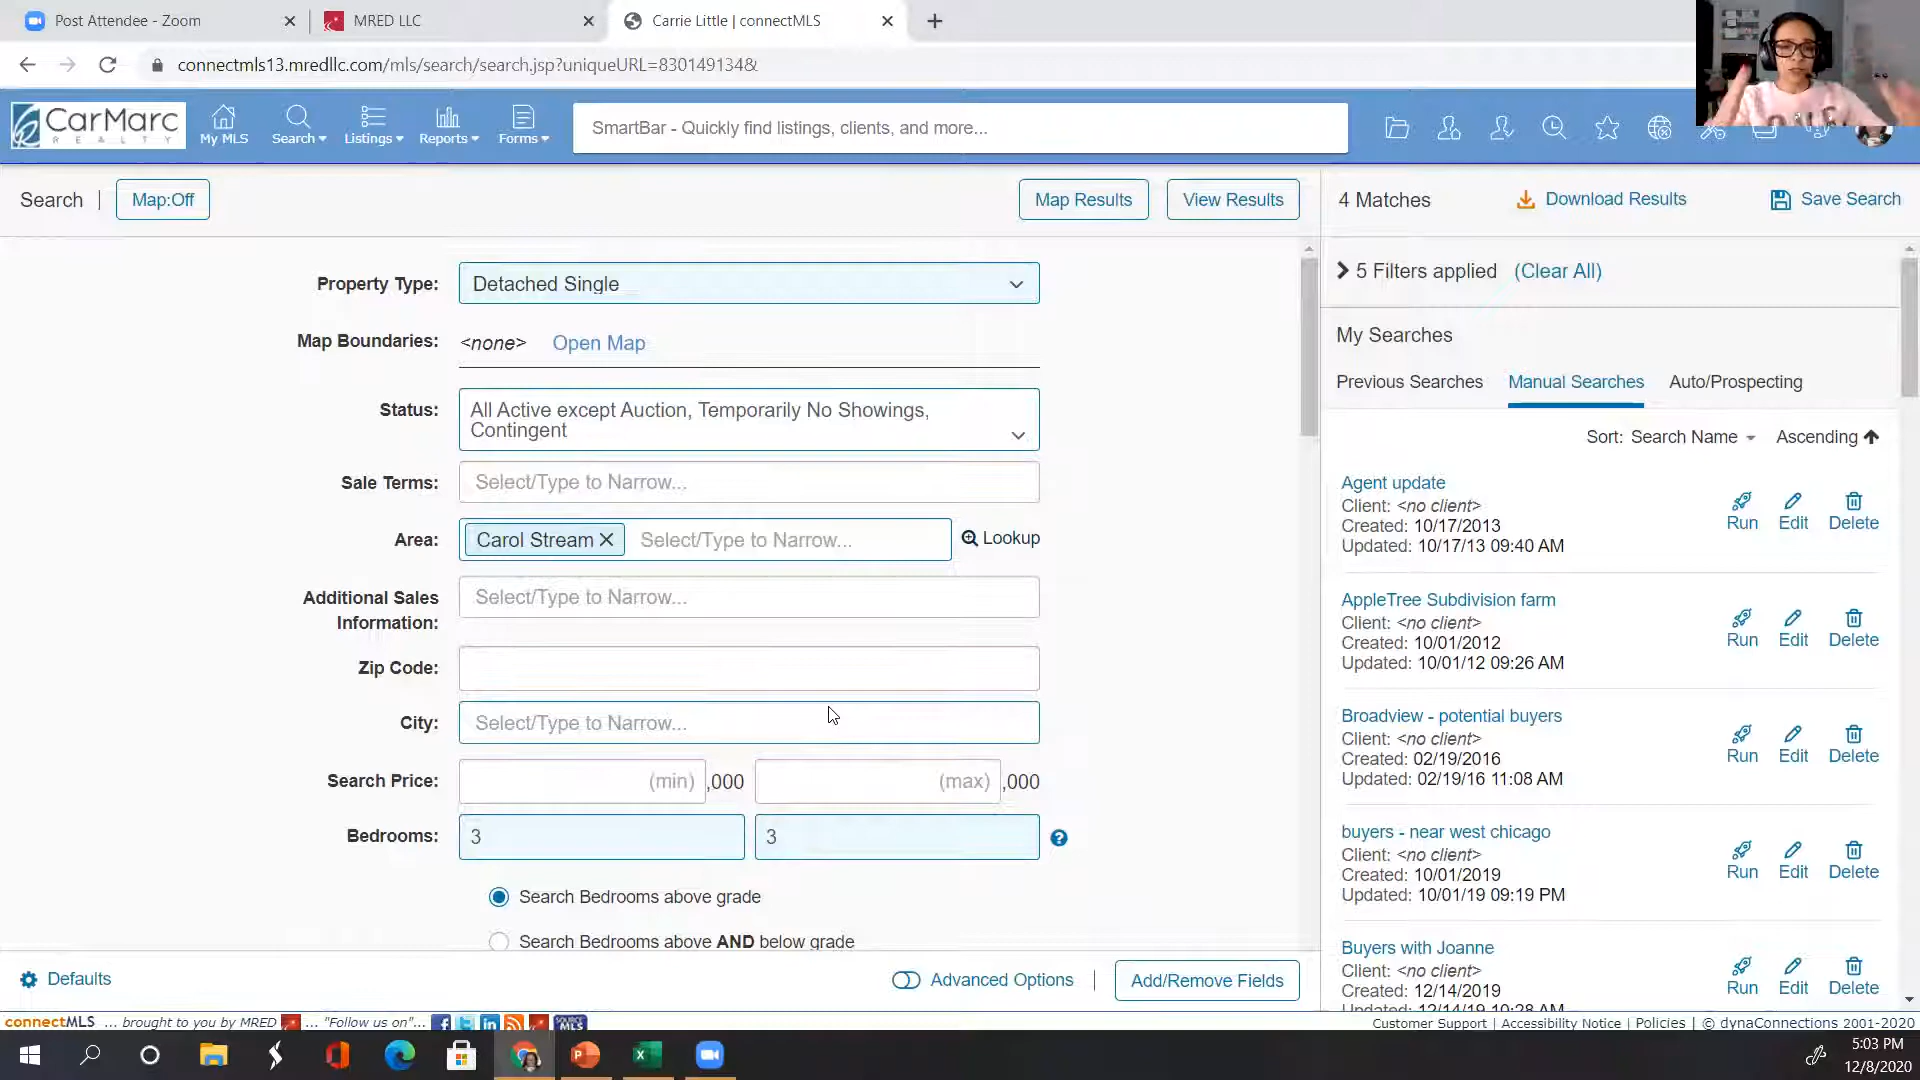 Post Attendee - Zoom
MRED LLC
Carrie Little | connectMLS
connectmls13.mredllc.com/mls/search/search.jsp?uniqueURL=830149134&
CarMarc
REALTY
My MLS
Search
Listings
Reports
Forms
SmartBar - Quickly find listings, clients, and more...
Search |
Map:Off
Map Results
View Results
4 Matches
Download Results
Save Search
Property Type:
Detached Single
Map Boundaries:
<none>
Open Map
Status:
All Active except Auction, Temporarily No Showings,
Contingent
Sale Terms:
Select/Type to Narrow...
Area:
Carol Stream
Select/Type to Narrow...
Lookup
Additional Sales
Information:
Select/Type to Narrow...
Zip Code:
City:
Select/Type to Narrow...
Search Price:
(min) ,000
(max) ,000
Bedrooms:
3
3
Search Bedrooms above grade
Search Bedrooms above AND below grade
Defaults
Advanced Options |
Add/Remove Fields
5 Filters applied (Clear All)
My Searches
Previous Searches
Manual Searches
Auto/Prospecting
Sort: Search Name
Ascending
Agent update
Client: <no client>
Created: 10/17/2013
Updated: 10/17/13 09:40 AM
Run Edit Delete
AppleTree Subdivision farm
Client: <no client>
Created: 10/01/2012
Updated: 10/01/12 09:26 AM
Run Edit Delete
Broadview - potential buyers
Client: <no client>
Created: 02/19/2016
Updated: 02/19/16 11:08 AM
Run Edit Delete
buyers - near west chicago
Client: <no client>
Created: 10/01/2019
Updated: 10/01/19 09:19 PM
Run Edit Delete
Buyers with Joanne
Client: <no client>
Created: 12/14/2019
Updated: 12/14/19 10:28 AM
Run Edit Delete
connectMLS ... brought to you by MRED ... "Follow us on"...
SOURCE
MLS
Customer Support | Accessibility Notice | Policies | © dynaConnections 2001-2020
5:03 PM
12/8/2020